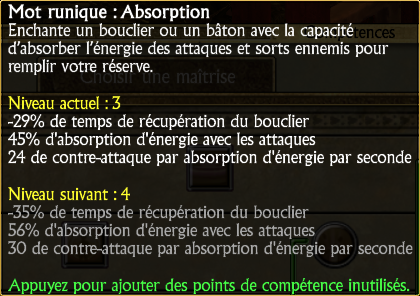 Mot runique : Absorption
Enchante un bouclier ou un bâton avec la capacité
d'absorber l'énergie des attaques et sorts ennemis pour
remplir votre réserve.
Choisir une maîtrise
Niveau actuel : 3
-29% de temps de récupération du bouclier
45% d'absorption d'énergie avec les attaques
24 de contre-attaque par absorption d'énergie par seconde
Niveau suivant : 4
-35% de temps de récupération du bouclier
56% d'absorption d'énergie avec les attaques
30 de contre-attaque par absorption d'énergie par seconde
Appuyez pour ajouter des points de compétence inutilisés.